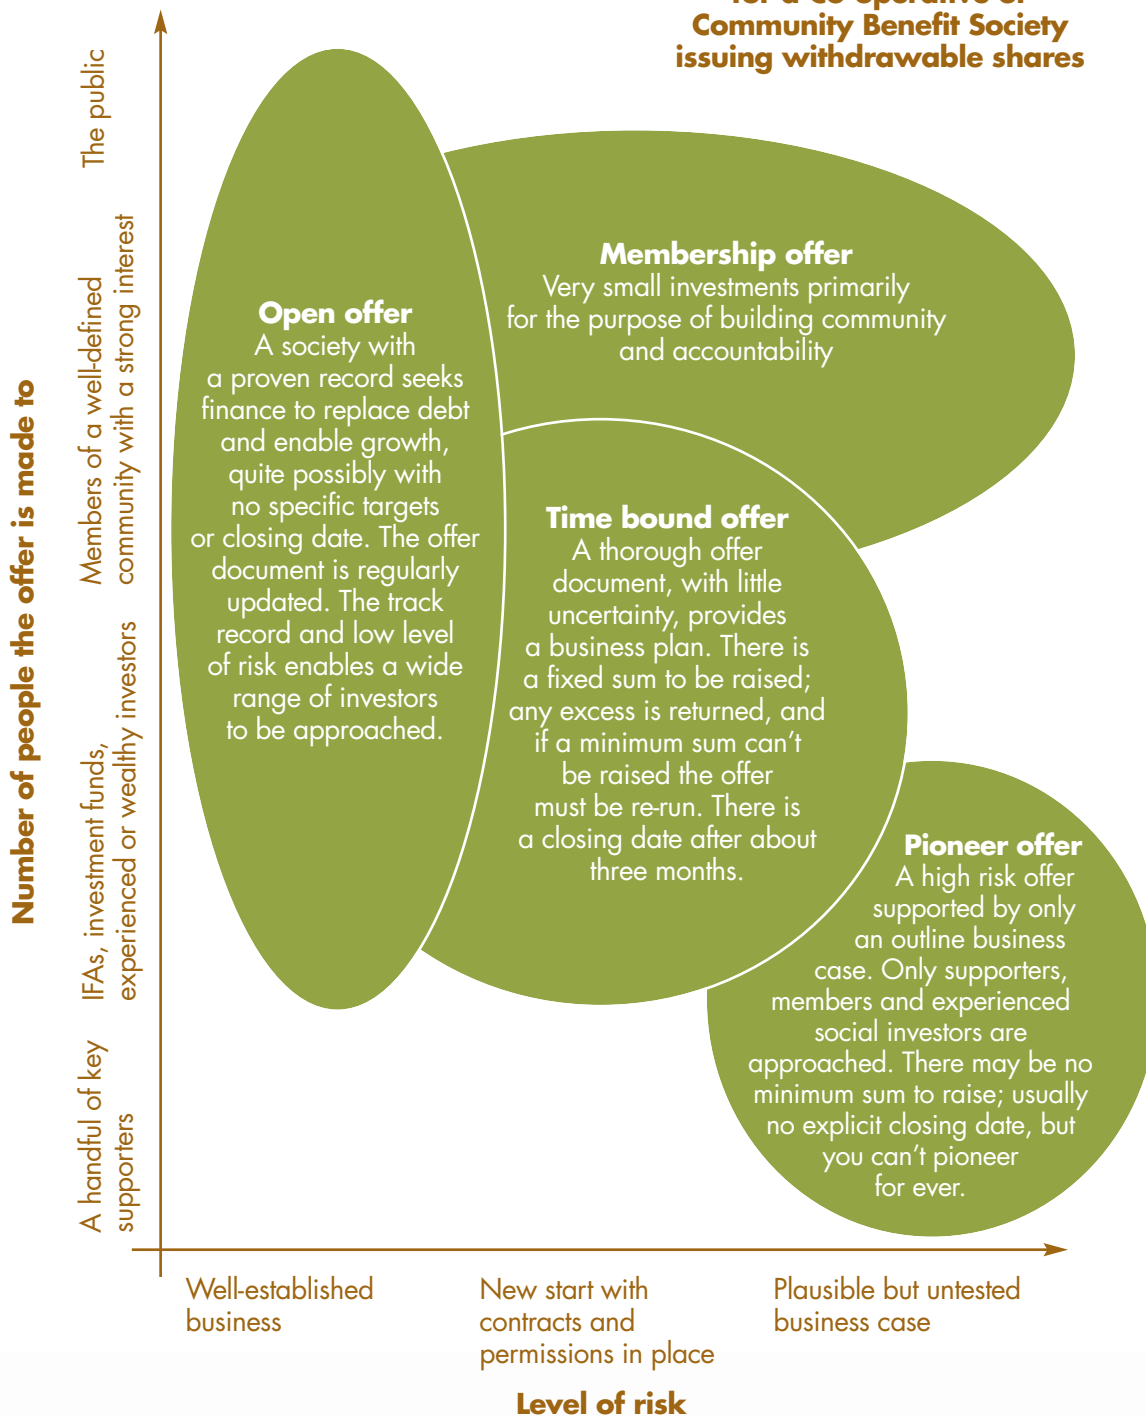 Community Benefit Society
issuing withdrawable shares
Number of people the offer is made to
The public
Members of a well-defined
community with a strong interest
IFAs, investment funds,
experienced or wealthy investors
A handful of key
supporters
Open offer
A society with
a proven record seeks
finance to replace debt
and enable growth,
quite possibly with
no specific targets
or closing date. The offer
document is regularly
updated. The track
record and low level
of risk enables a wide
range of investors
to be approached.
Membership offer
Very small investments primarily
for the purpose of building community
and accountability
Time bound offer
A thorough offer
document, with little
uncertainty, provides
a business plan. There is
a fixed sum to be raised;
any excess is returned, and
if a minimum sum can't
be raised the offer
must be re-run. There is
a closing date after about
three months.
Pioneer offer
A high risk offer
supported by only
an outline business
case. Only supporters,
members and experienced
social investors are
approached. There may be no
minimum sum to raise; usually
no explicit closing date, but
you can't pioneer
for ever.
Well-established
business
New start with
contracts and
permissions in place
Plausible but untested
business case
Level of risk